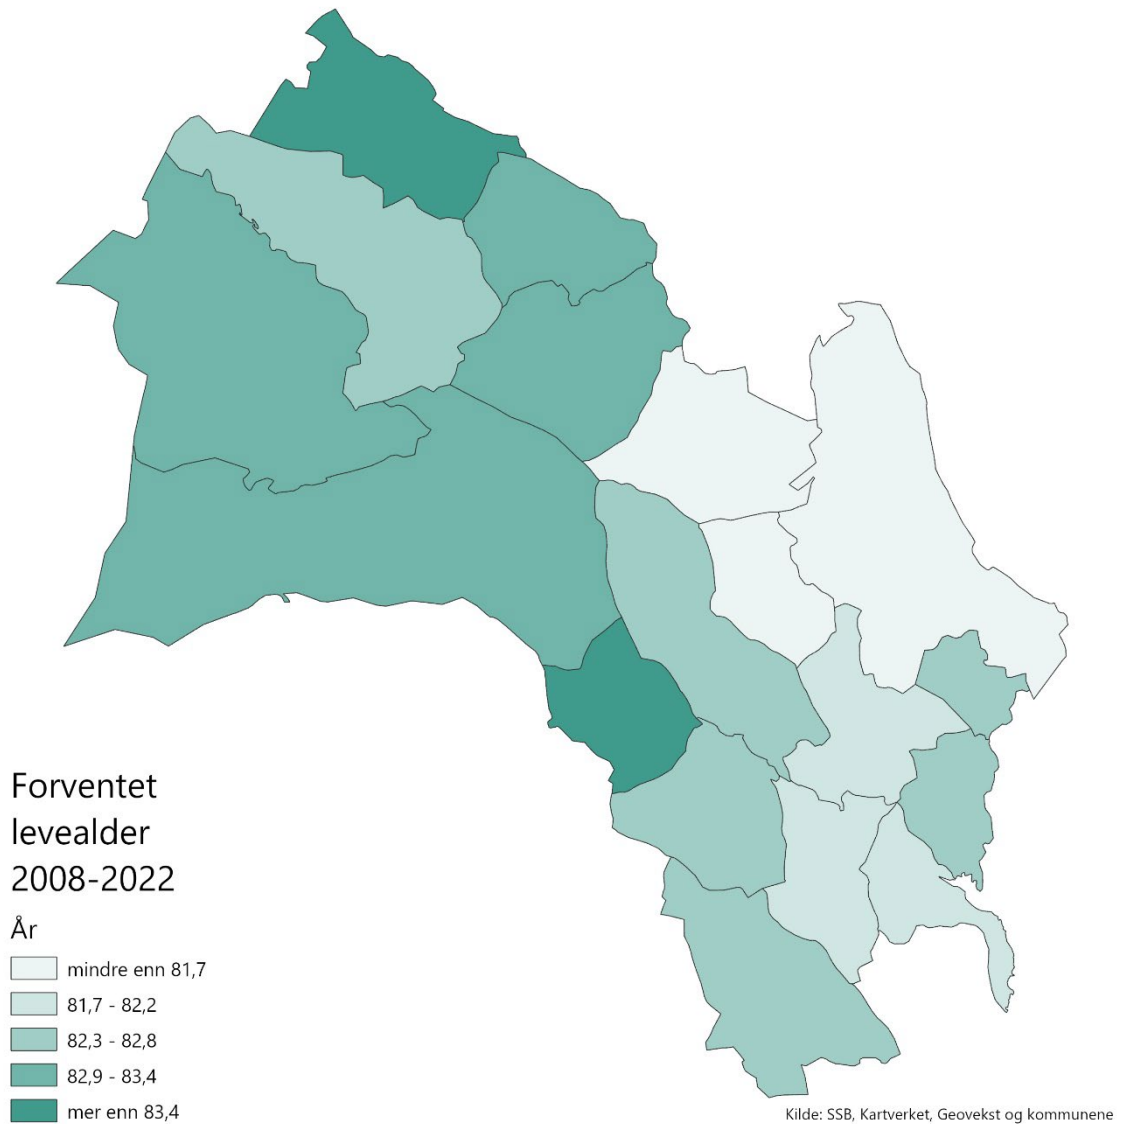 Forventet
levealder
2008-2022
År
mindre enn 81,7
81,7 - 82,2
82,3 - 82,8
82,9 - 83,4
mer enn 83,4
Kilde: SSB, Kartverket, Geovekst og kommunene